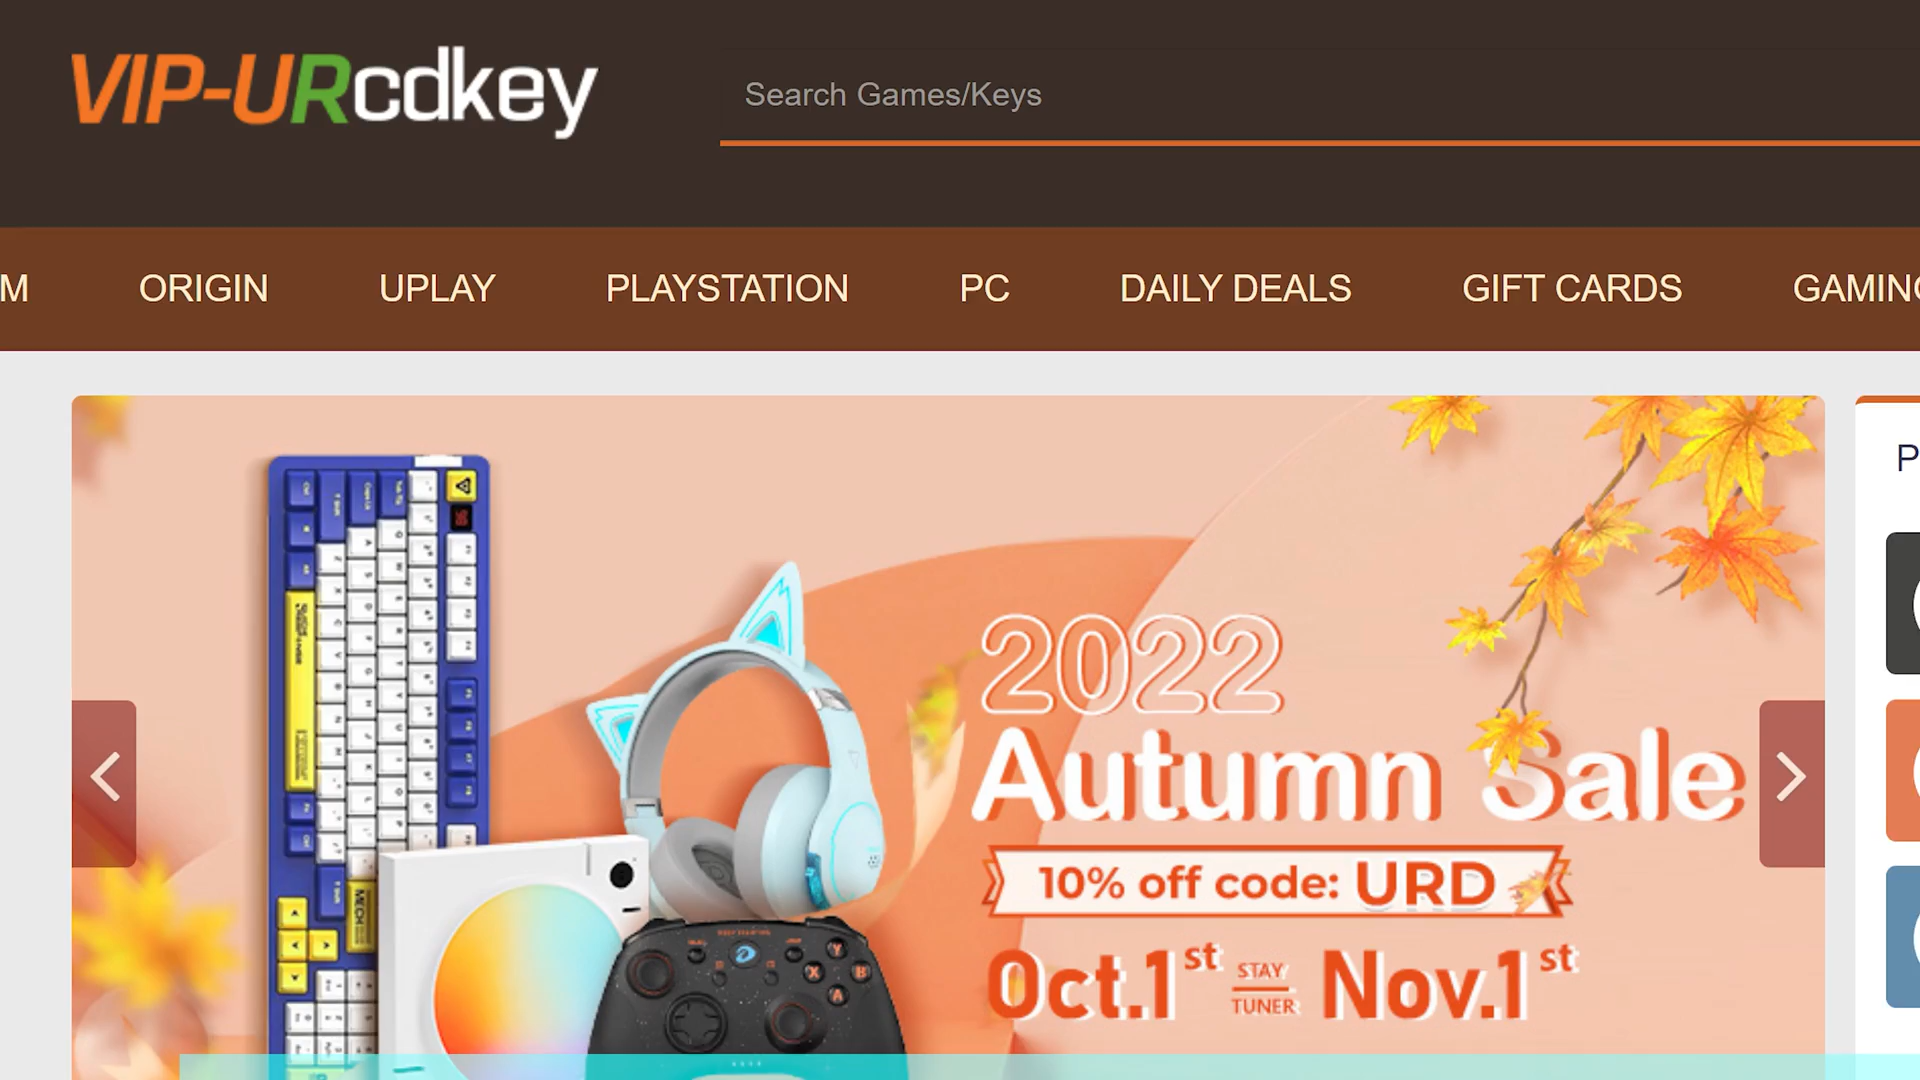 VIP-URcdkey
Search Games/Keys
M ORIGIN UPLAY PLAYSTATION PC DAILY DEALS GIFT CARDS GAMING
P
2022
Autumn Sale
10% off code: URD
Oct.1st STAY TUNER Nov.1st
Y
X B
A